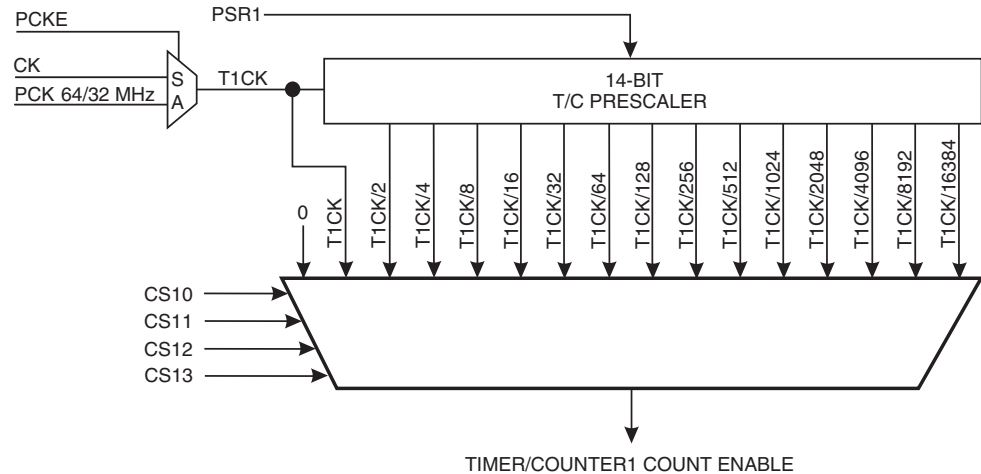 PSR1
PCKE
CK
PCK 64/32 MHz
S
A
T1CK
14-BIT
T/C PRESCALER
0
T1CK
T1CK/2
T1CK/4
T1CK/8
T1CK/16
T1CK/32
T1CK/64
T1CK/128
T1CK/256
T1CK/512
T1CK/1024
T1CK/2048
T1CK/4096
T1CK/8192
T1CK/16384
CS10
CS11
CS12
CS13
TIMER/COUNTER1 COUNT ENABLE